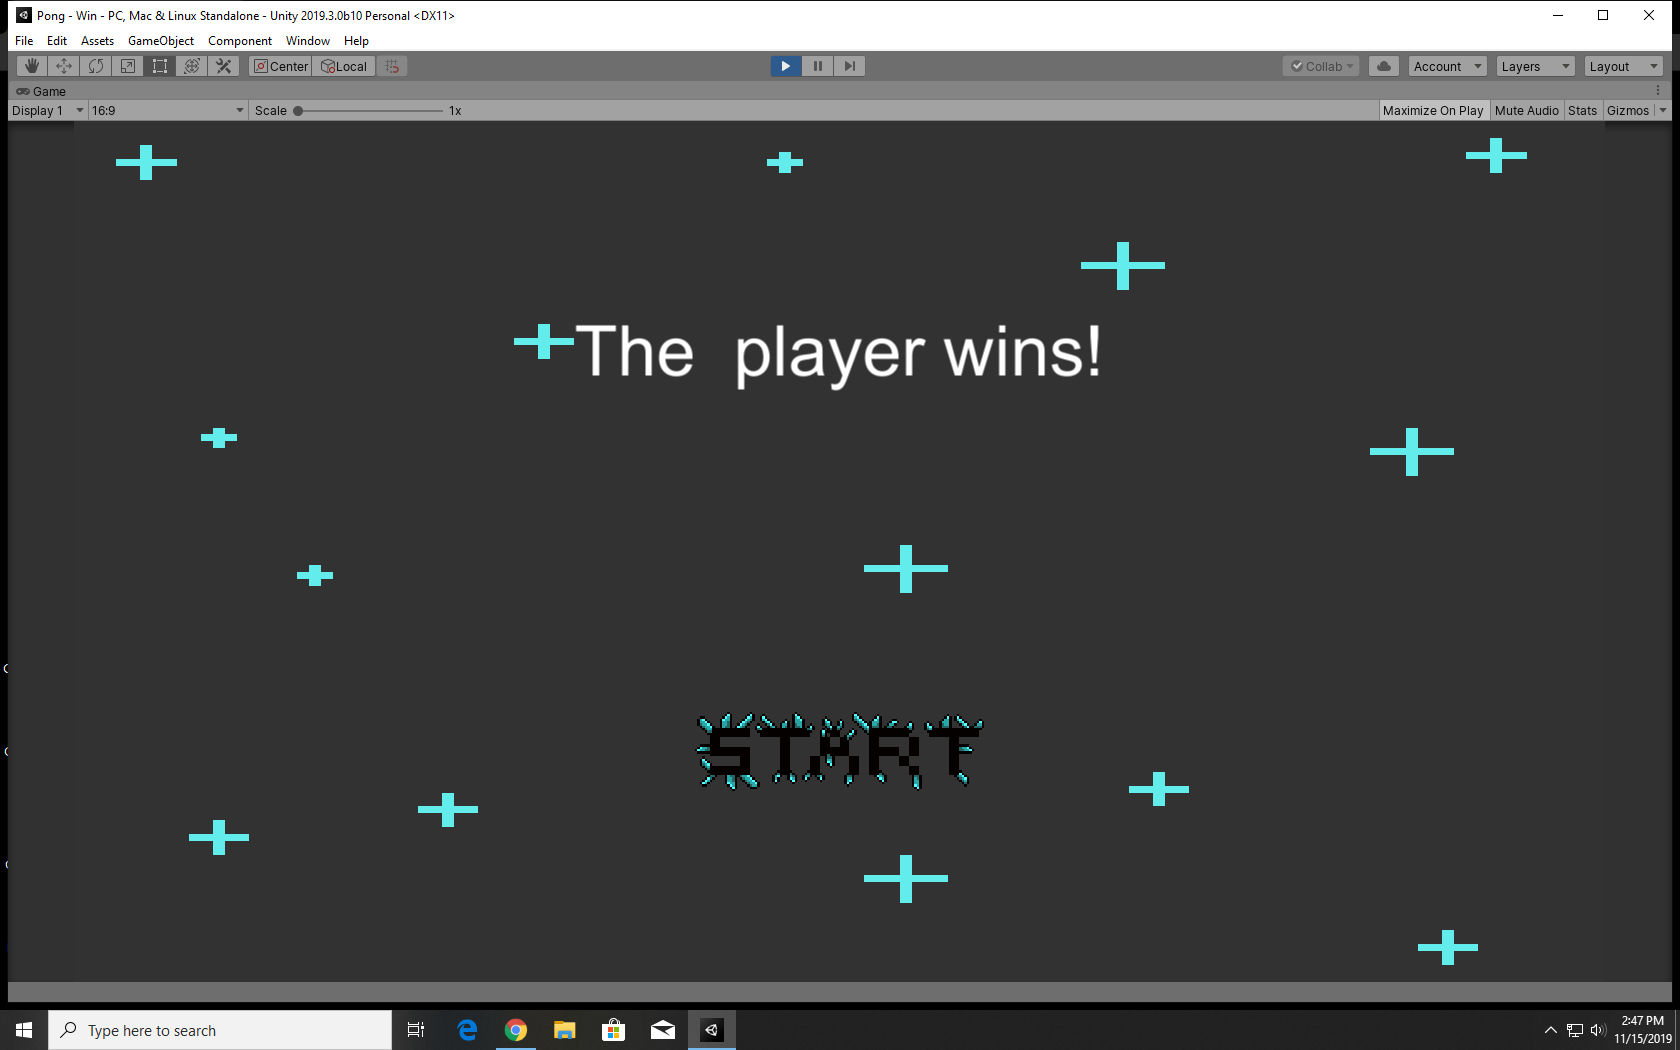 Pong - Win - PC, Mac & Linux Standalone - Unity 2019.3.0b10 Personal <DX11>
File Edit Assets GameObject Component Window Help
Center Local Collab Account Layers Layout
Game
Display 1 16:9 Scale 1x Maximize On Play Mute Audio Stats Gizmos
The  player wins!
START
Type here to search
2:47 PM
11/15/2019